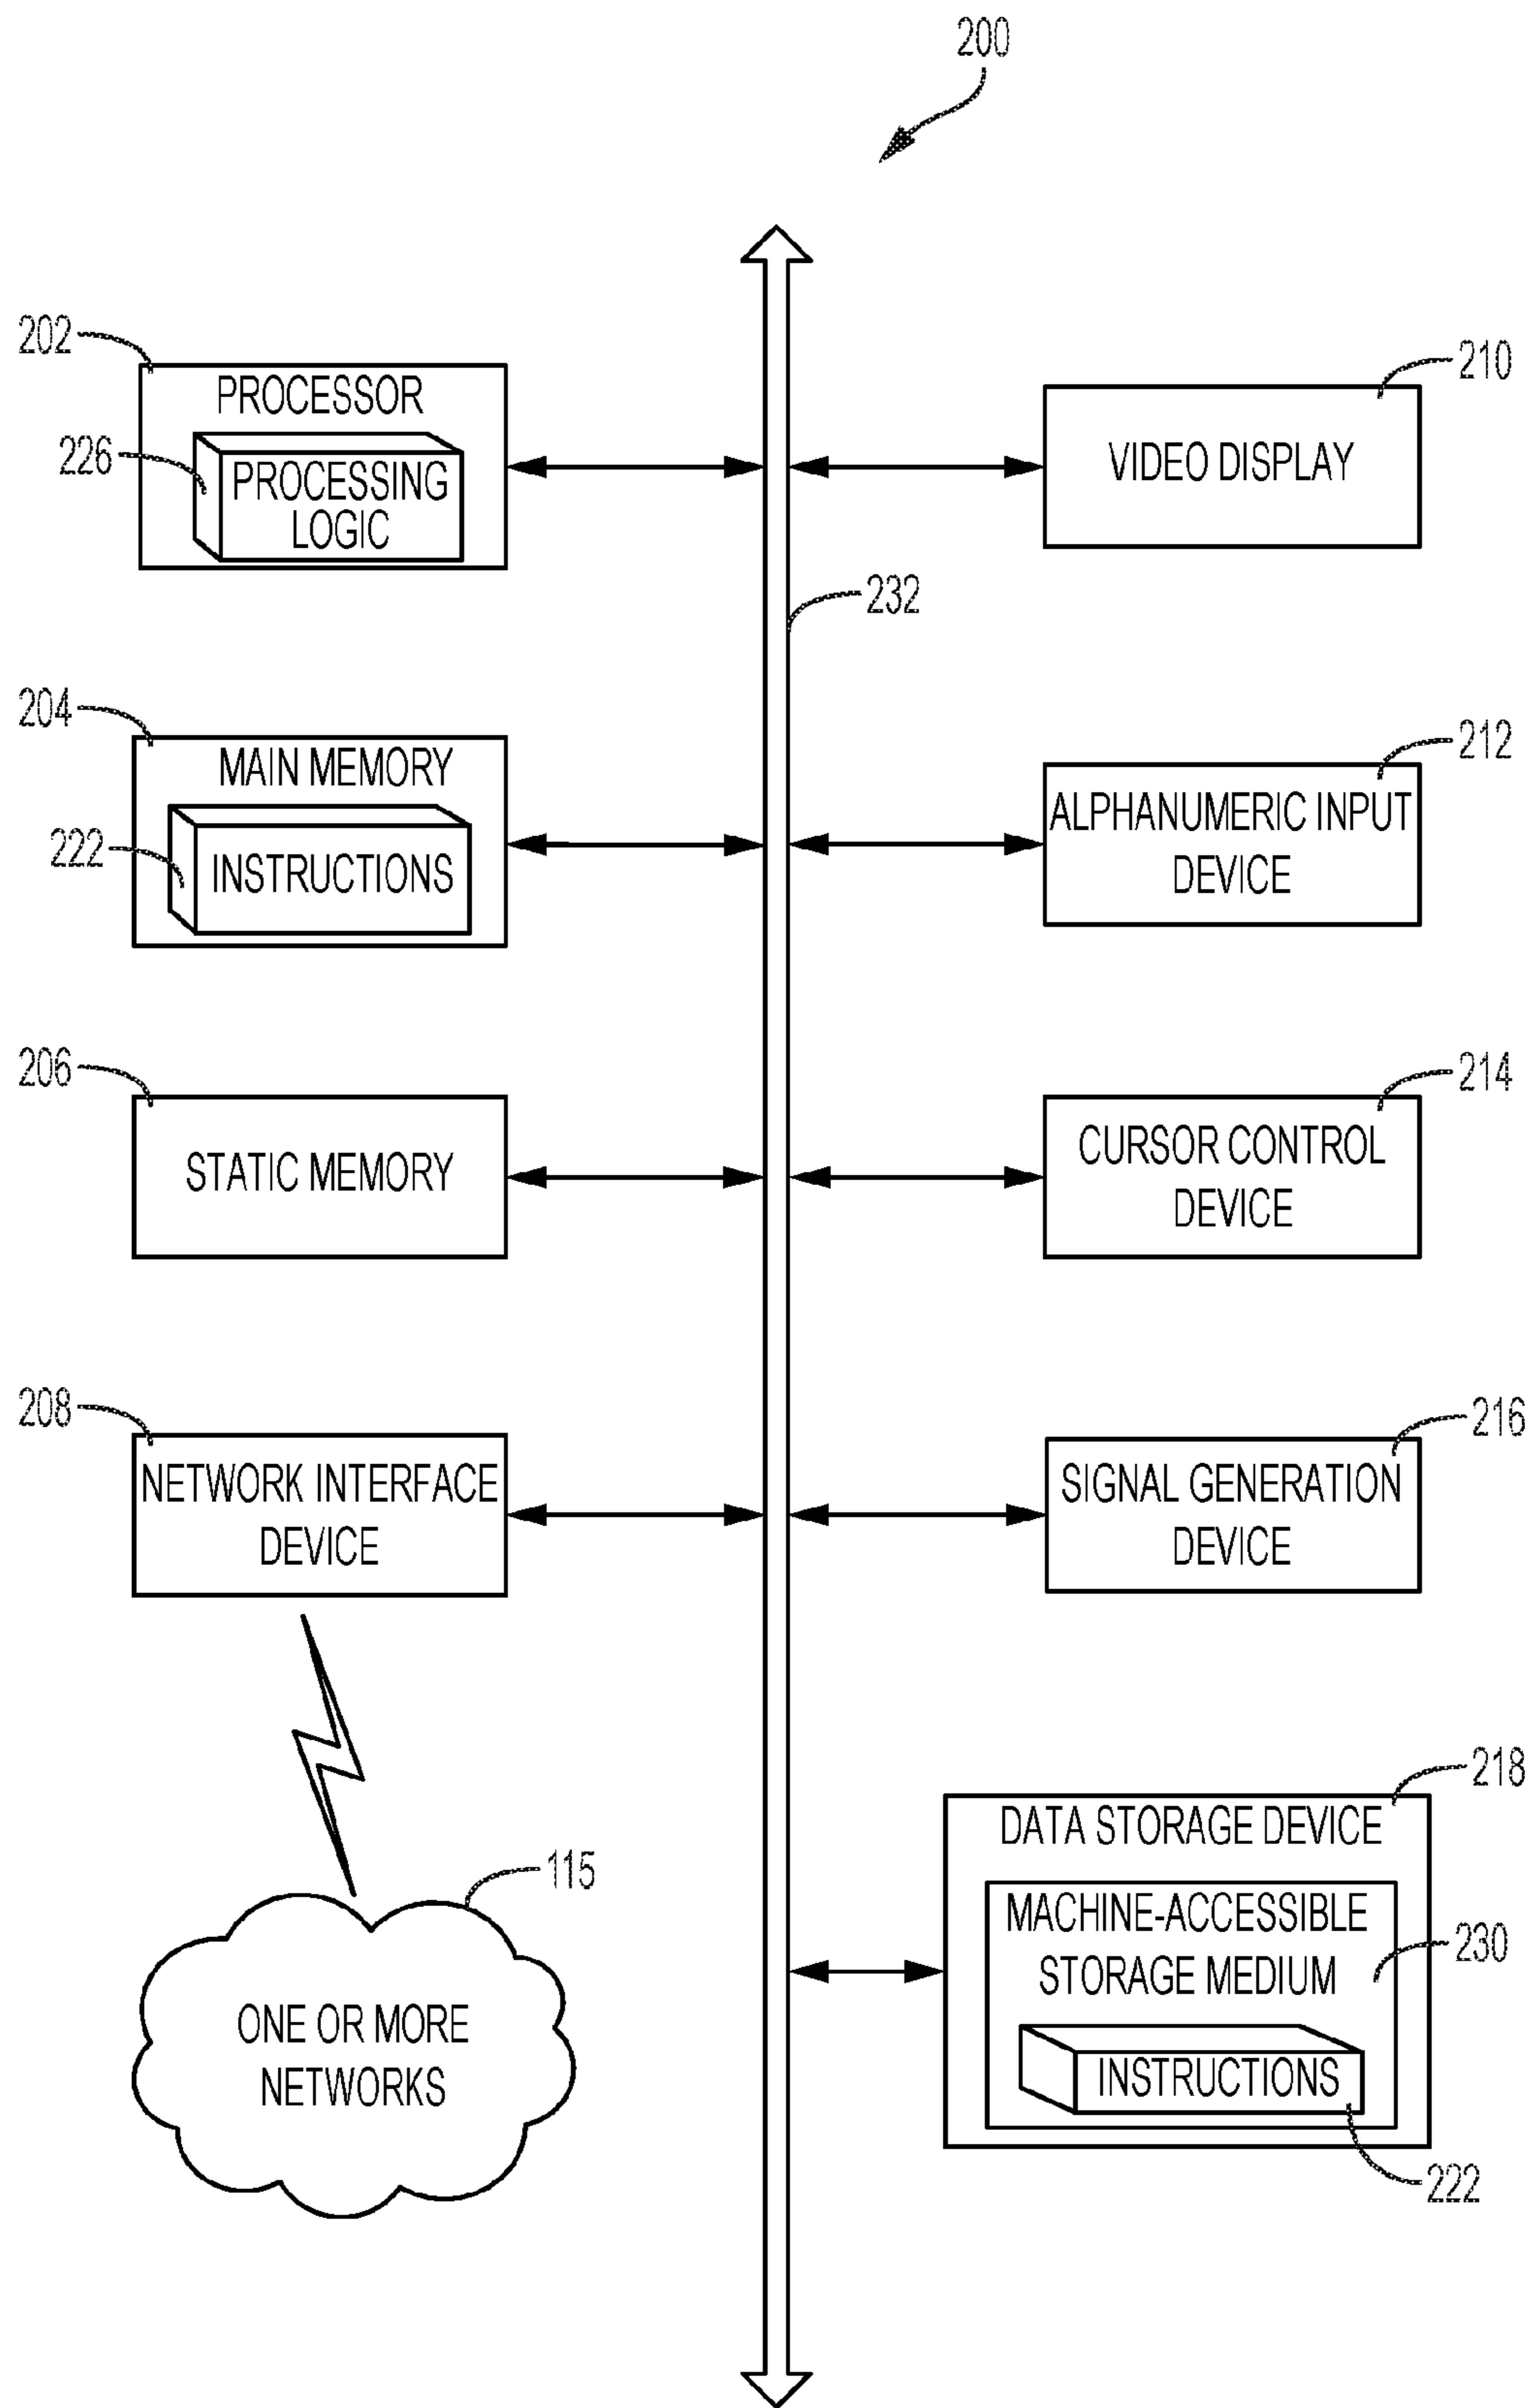 200
202
PROCESSOR
226
PROCESSING
LOGIC
210
VIDEO DISPLAY
232
204
MAIN MEMORY
222
INSTRUCTIONS
212
ALPHANUMERIC INPUT
DEVICE
206
STATIC MEMORY
214
CURSOR CONTROL
DEVICE
208
NETWORK INTERFACE
DEVICE
216
SIGNAL GENERATION
DEVICE
115
ONE OR MORE
NETWORKS
218
DATA STORAGE DEVICE
MACHINE-ACCESSIBLE
STORAGE MEDIUM
230
INSTRUCTIONS
222